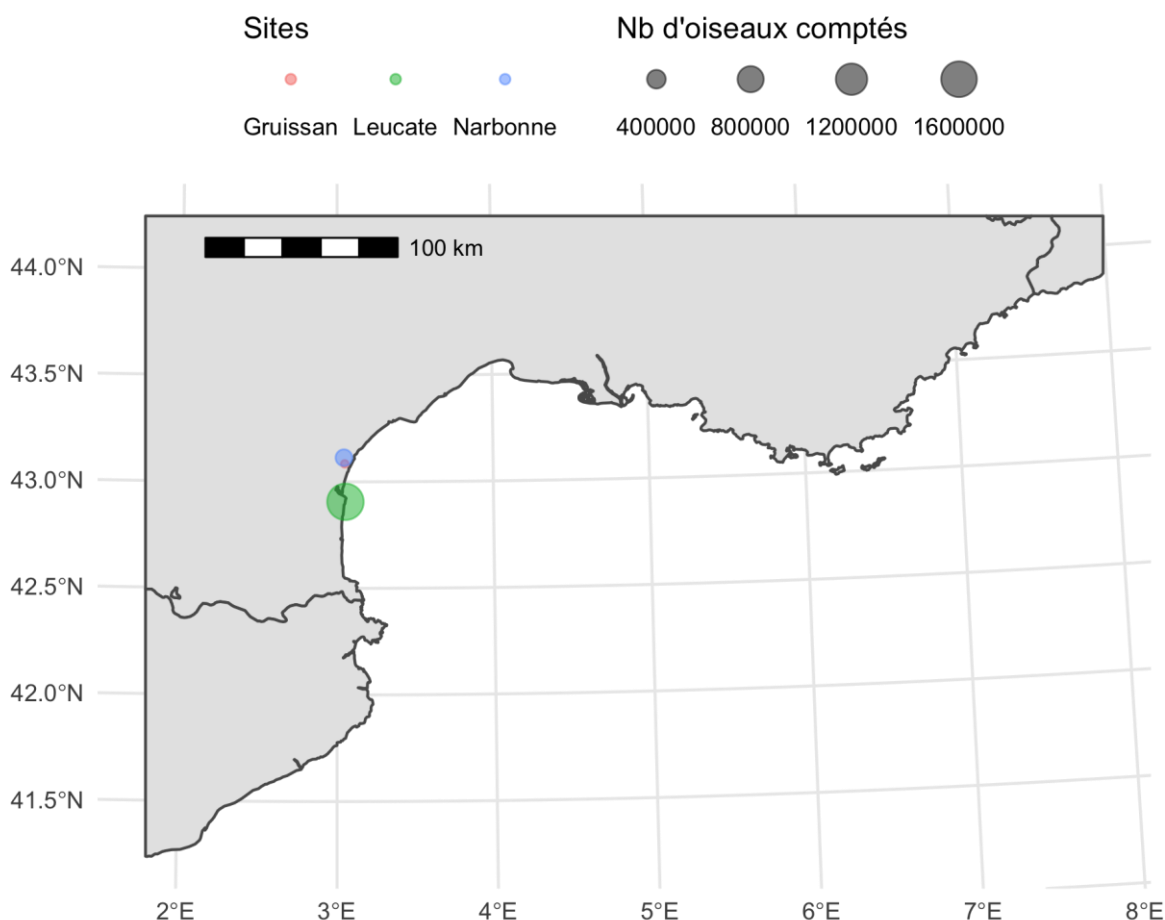 Sites
Nb d'oiseaux comptés
Gruissan Leucate Narbonne
400000 800000 1200000 1600000
100 km
44.0°N
43.5°N
43.0°N
42.5°N
42.0°N
41.5°N
2°E 3°E 4°E 5°E 6°E 7°E 8°E